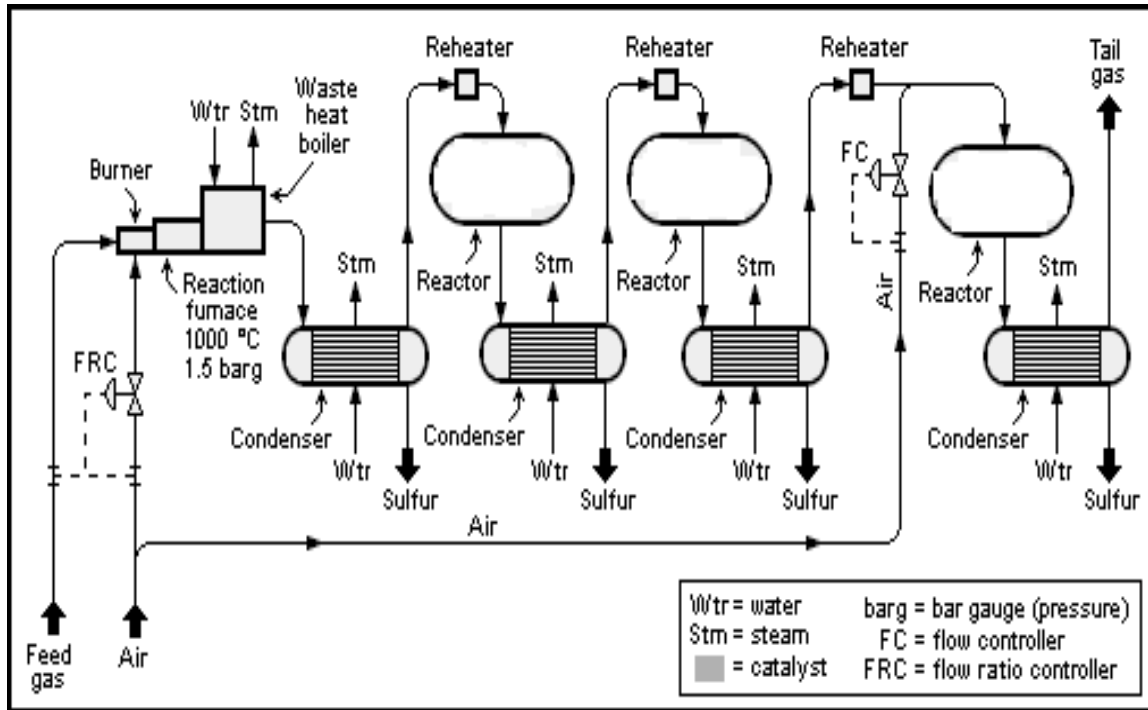 Reheater
Reheater
Reheater
Tail
gas
Waste
heat
boiler
Wtr
Stm
Burner
FC
Reaction
furnace
1000 ºC
1.5 barg
Stm
Reactor
Stm
Reactor
Stm
Air
Reactor
Stm
FRC
Condenser
Condenser
Condenser
Condenser
Wtr
Wtr
Wtr
Wtr
Sulfur
Sulfur
Sulfur
Sulfur
Air
Feed
gas
Air
Wtr = water
Stm = steam
= catalyst
barg = bar gauge (pressure)
FC = flow controller
FRC = flow ratio controller